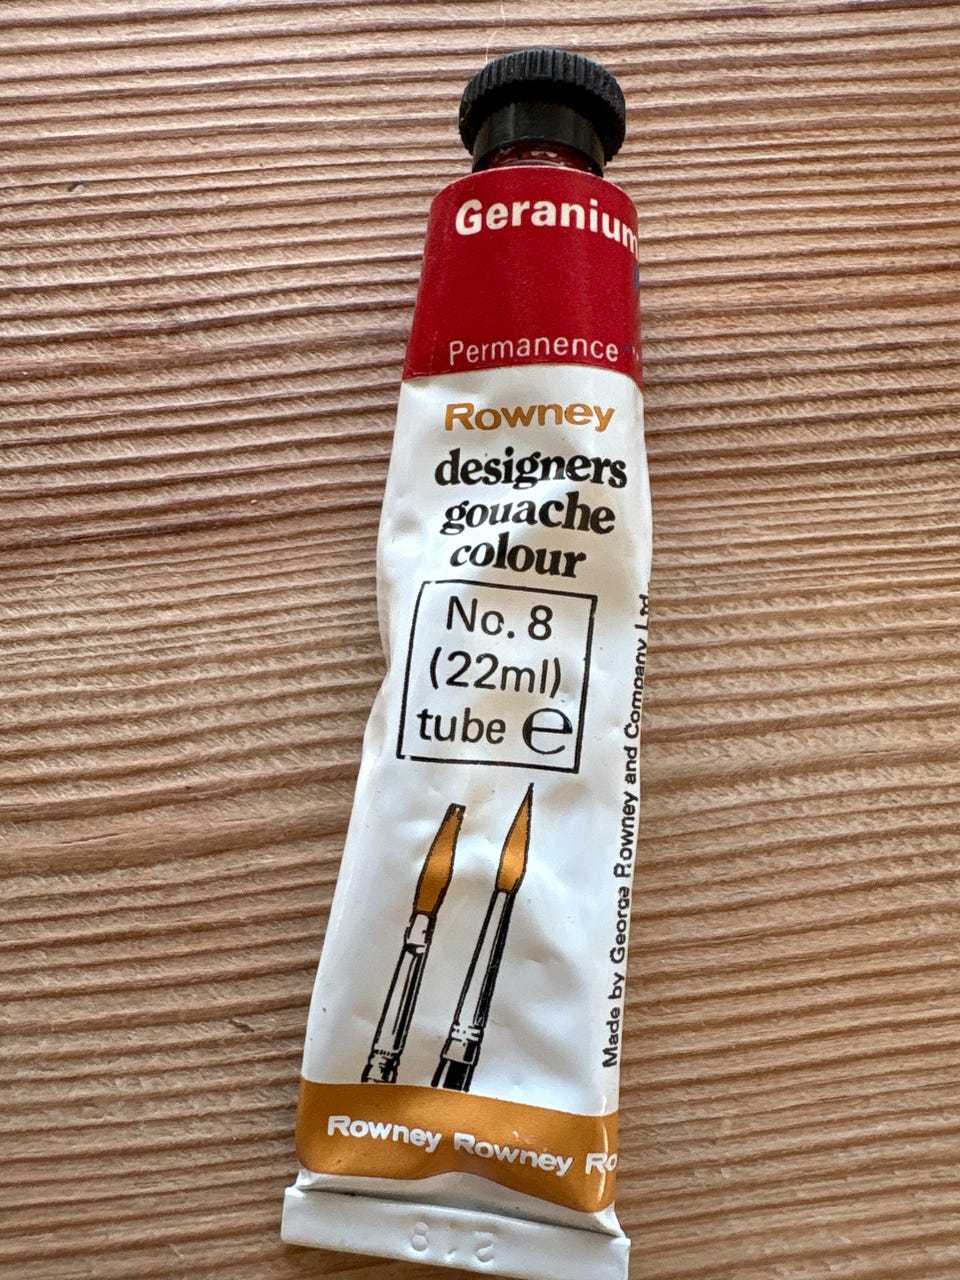 Geranium
Permanence
Rowney
designers
gouache
colour
No. 8
(22ml)
tube ℮
Made by George Rowney and Company Ltd.
Rowney Rowney Ro